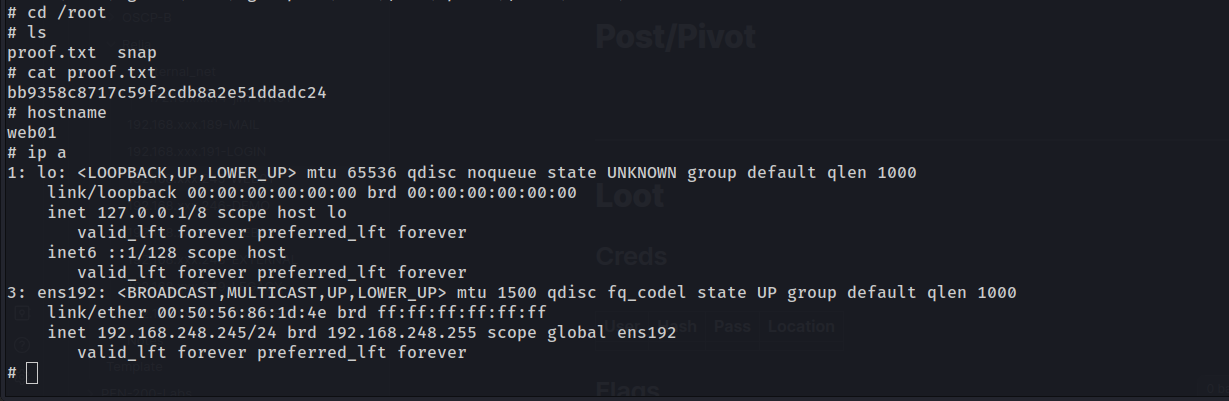 # cd /root
# ls
proof.txt  snap
# cat proof.txt
bb9358c8717c59f2cdb8a2e51ddadc24
# hostname
web01
# ip a
1: lo: <LOOPBACK,UP,LOWER_UP> mtu 65536 qdisc noqueue state UNKNOWN group default qlen 1000
    link/loopback 00:00:00:00:00:00 brd 00:00:00:00:00:00
    inet 127.0.0.1/8 scope host lo
       valid_lft forever preferred_lft forever
    inet6 ::1/128 scope host
       valid_lft forever preferred_lft forever
3: ens192: <BROADCAST,MULTICAST,UP,LOWER_UP> mtu 1500 qdisc fq_codel state UP group default qlen 1000
    link/ether 00:50:56:86:1d:4e brd ff:ff:ff:ff:ff:ff
    inet 192.168.248.245/24 brd 192.168.248.255 scope global ens192
       valid_lft forever preferred_lft forever
#
Post/Pivot
Loot
Creds
User Hash Pass Location
Flags